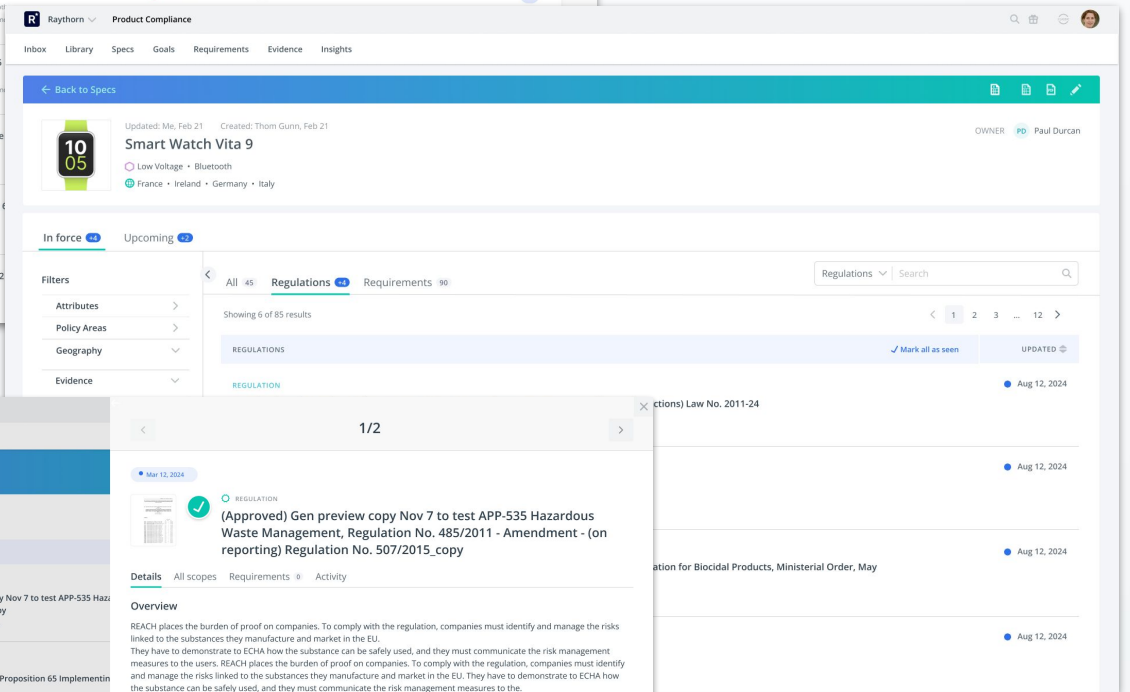 R Raythorn Product Compliance
Inbox Library Specs Goals Requirements Evidence Insights
← Back to Specs
Updated: Me, Feb 21 Created: Thom Gunn, Feb 21
Smart Watch Vita 9
10
05
Low Voltage • Bluetooth
France • Ireland • Germany • Italy
OWNER PD Paul Durcan
In force +4 Upcoming +2
Filters
Attributes
Policy Areas
Geography
Evidence
All 45 Regulations +4 Requirements 90
Regulations Search
Showing 6 of 85 results
1 2 3 ... 12
REGULATIONS Mark all as seen UPDATED
REGULATION Aug 12, 2024
ctions) Law No. 2011-24
Aug 12, 2024
Aug 12, 2024
ation for Biocidal Products, Ministerial Order, May
Aug 12, 2024
1/2
Mar 12, 2024
REGULATION
(Approved) Gen preview copy Nov 7 to test APP-535 Hazardous
Waste Management, Regulation No. 485/2011 - Amendment - (on
reporting) Regulation No. 507/2015_copy
Details All scopes Requirements 0 Activity
Overview
REACH places the burden of proof on companies. To comply with the regulation, companies must identify and manage the risks
linked to the substances they manufacture and market in the EU.
They have to demonstrate to ECHA how the substance can be safely used, and they must communicate the risk management
measures to the users. REACH places the burden of proof on companies. To comply with the regulation, companies must identify
and manage the risks linked to the substances they manufacture and market in the EU. They have to demonstrate to ECHA how
the substance can be safely used, and they must communicate the risk management measures to the.
y Nov 7 to test APP-535 Haza
py
Proposition 65 Implementin